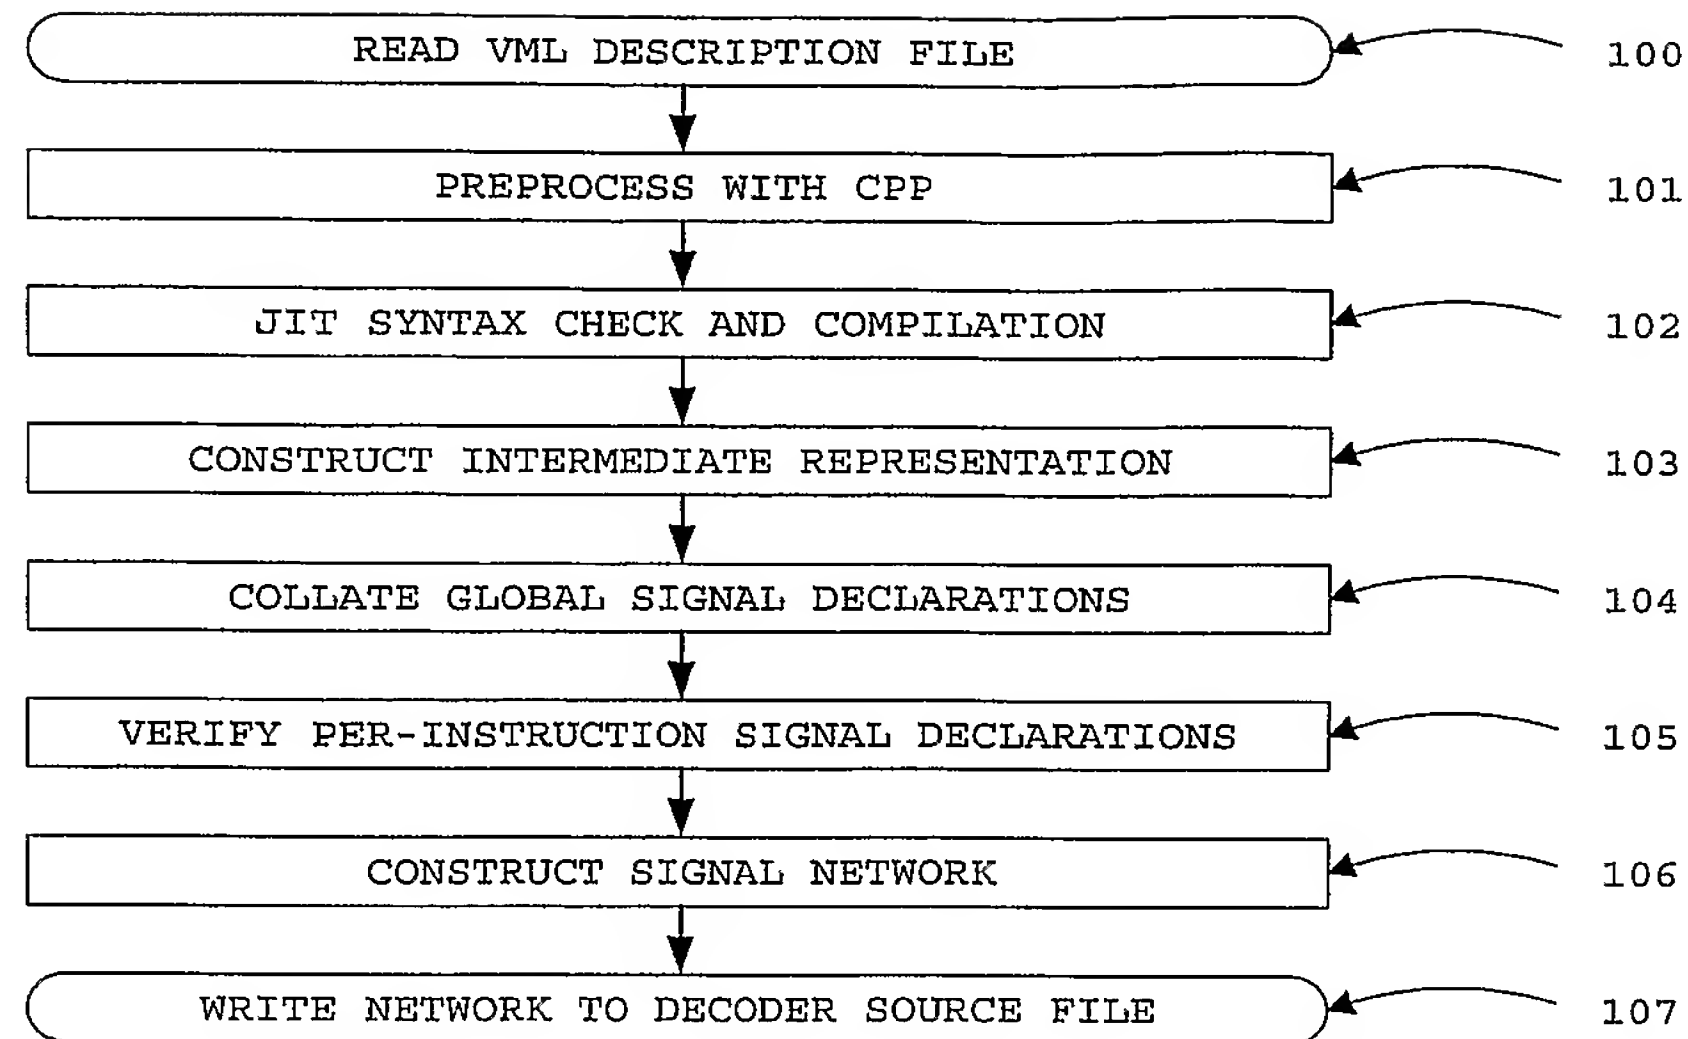 READ VML DESCRIPTION FILE 100
PREPROCESS WITH CPP 101
JIT SYNTAX CHECK AND COMPILATION 102
CONSTRUCT INTERMEDIATE REPRESENTATION 103
COLLATE GLOBAL SIGNAL DECLARATIONS 104
VERIFY PER-INSTRUCTION SIGNAL DECLARATIONS 105
CONSTRUCT SIGNAL NETWORK 106
WRITE NETWORK TO DECODER SOURCE FILE 107